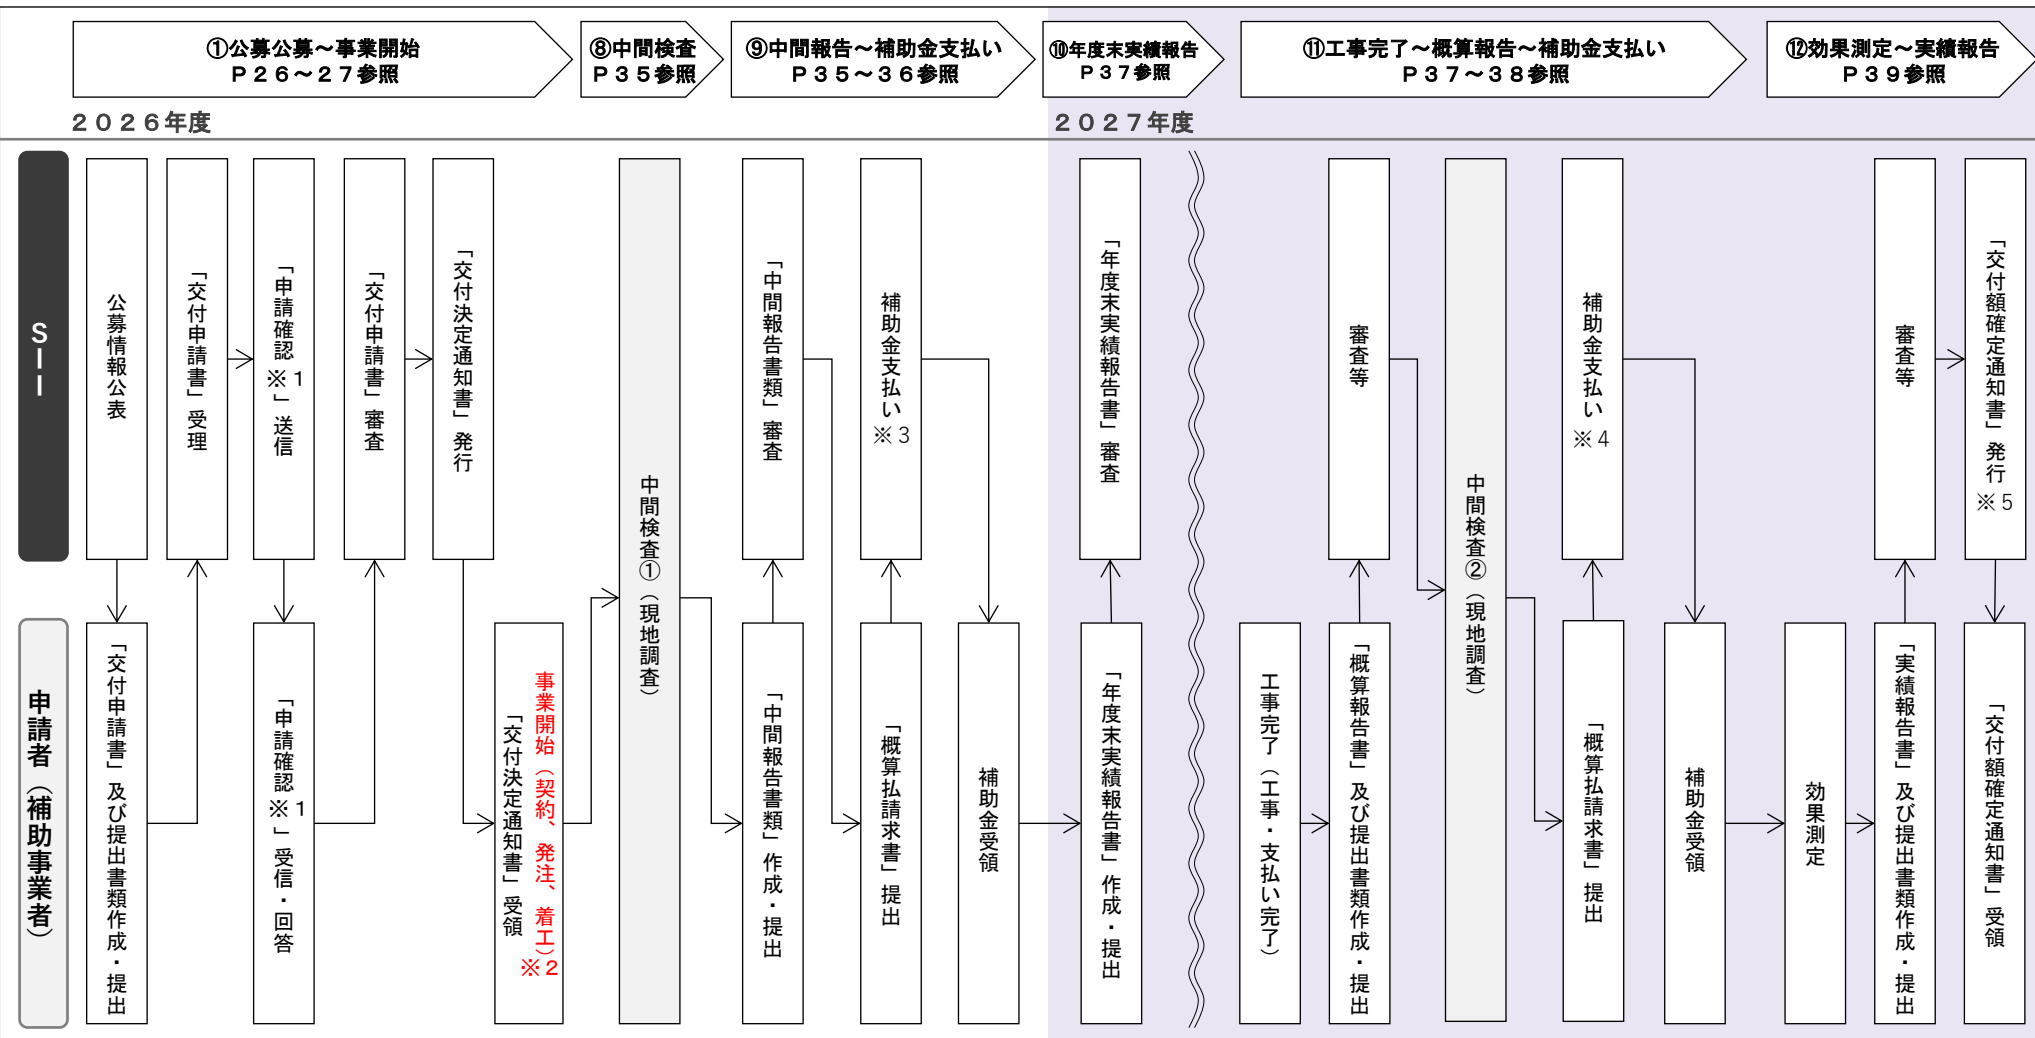 ①公募公募～事業開始
Ｐ２６～２７参照
⑧中間検査
Ｐ３５参照
⑨中間報告～補助金支払い
Ｐ３５～３６参照
⑩年度末実績報告
Ｐ３７参照
⑪工事完了～概算報告～補助金支払い
Ｐ３７～３８参照
⑫効果測定～実績報告
Ｐ３９参照
２０２６年度
２０２７年度
ＳＩＩ
公募情報公表
「交付申請書」受理
「申請確認※１」送信
「交付申請書」審査
「交付決定通知書」発行
中間検査①（現地調査）
「中間報告書類」審査
補助金支払い※３
「年度末実績報告書」審査
審査等
中間検査②（現地調査）
補助金支払い※４
審査等
「交付額確定通知書」発行※５
申請者（補助事業者）
「交付申請書」及び提出書類作成・提出
「申請確認※１」受信・回答
事業開始（契約、発注、着工）※２
「交付決定通知書」受領
「中間報告書類」作成・提出
「概算払請求書」提出
補助金受領
「年度末実績報告書」作成・提出
工事完了（工事・支払い完了）
「概算報告書」及び提出書類作成・提出
「概算払請求書」提出
補助金受領
効果測定
「実績報告書」及び提出書類作成・提出
「交付額確定通知書」受領